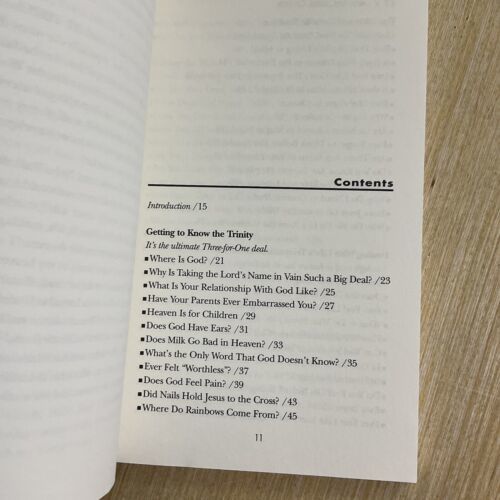 Contents
Introduction /15
Getting to Know the Trinity
It's the ultimate Three-for-One deal.
▪Where Is God? /21
▪Why Is Taking the Lord's Name in Vain Such a Big Deal? /23
▪What Is Your Relationship With God Like? /25
▪Have Your Parents Ever Embarrassed You? /27
▪Heaven Is for Children /29
▪Does God Have Ears? /31
▪Does Milk Go Bad in Heaven? /33
▪What's the Only Word That God Doesn't Know? /35
▪Ever Felt “Worthless”? /37
▪Does God Feel Pain? /39
▪Did Nails Hold Jesus to the Cross? /43
▪Where Do Rainbows Come From? /45
11